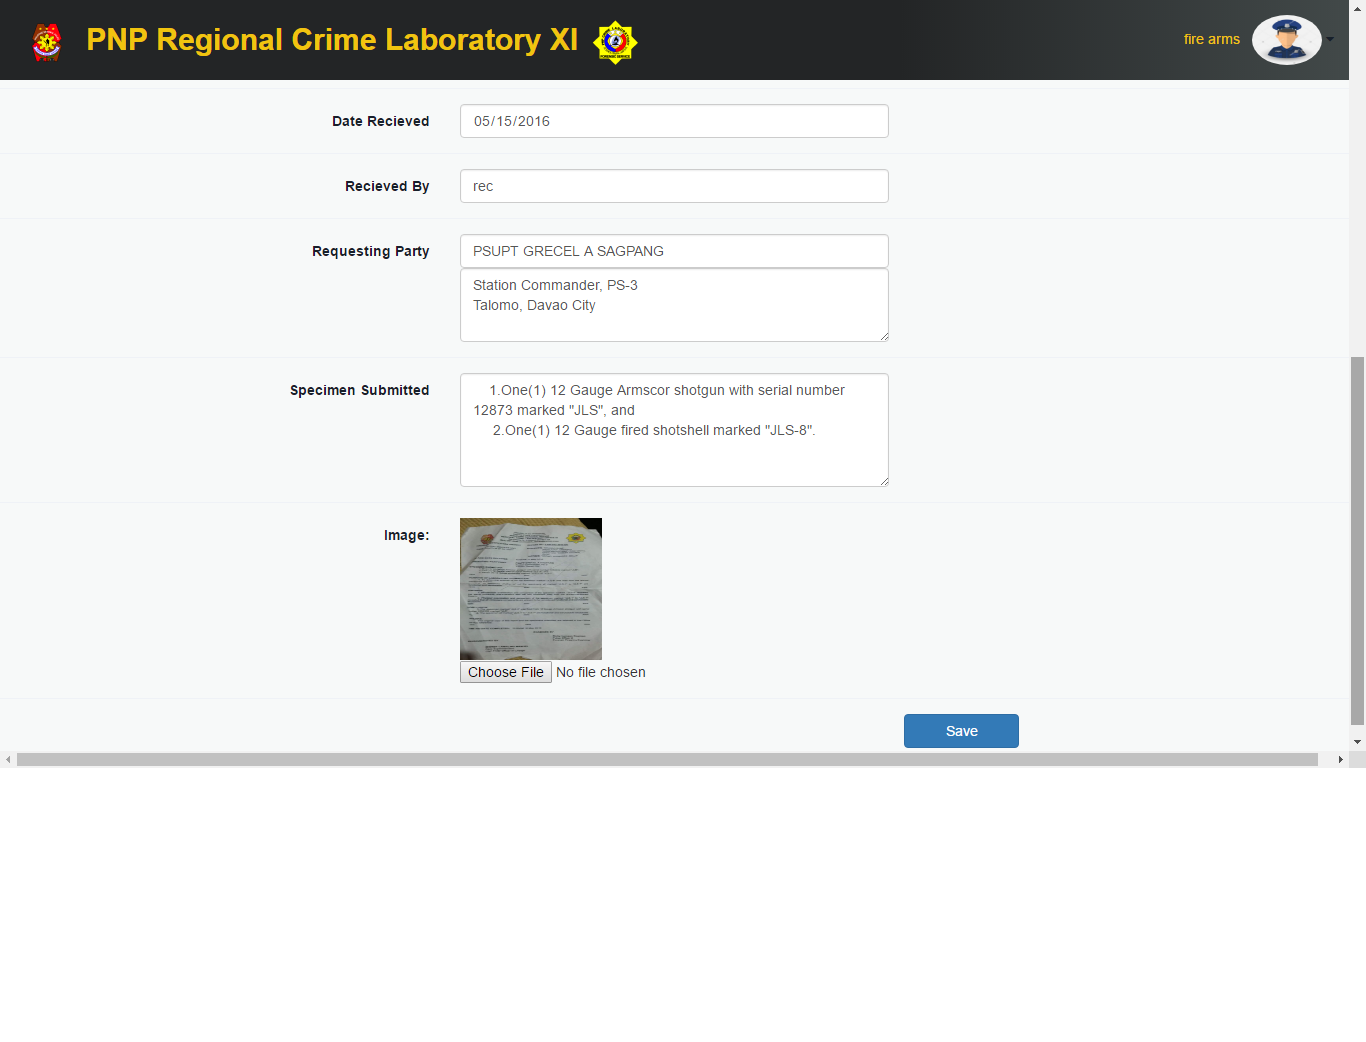 PNP Regional Crime Laboratory XI
fire arms
Date Recieved
05/15/2016
Recieved By
rec
Requesting Party
PSUPT GRECEL A SAGPANG
Station Commander, PS-3
Talomo, Davao City
Specimen Submitted
1.One(1) 12 Gauge Armscor shotgun with serial number
12873 marked "JLS", and
2.One(1) 12 Gauge fired shotshell marked "JLS-8".
Image:
Choose File No file chosen
Save